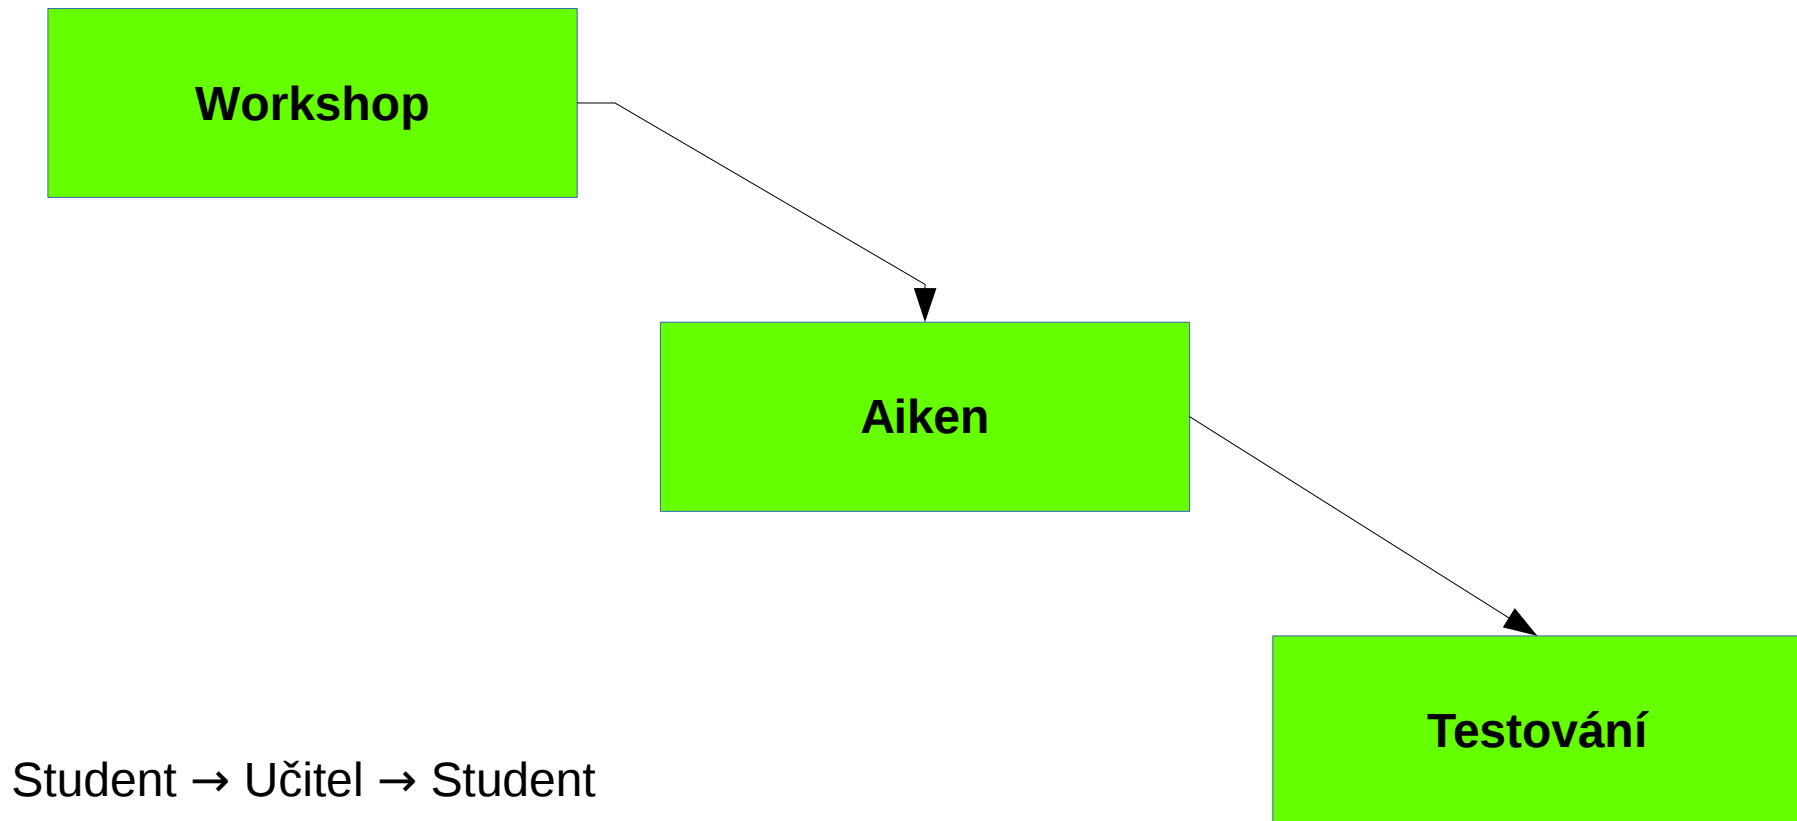 Workshop
Aiken
Testování
Student → Učitel → Student